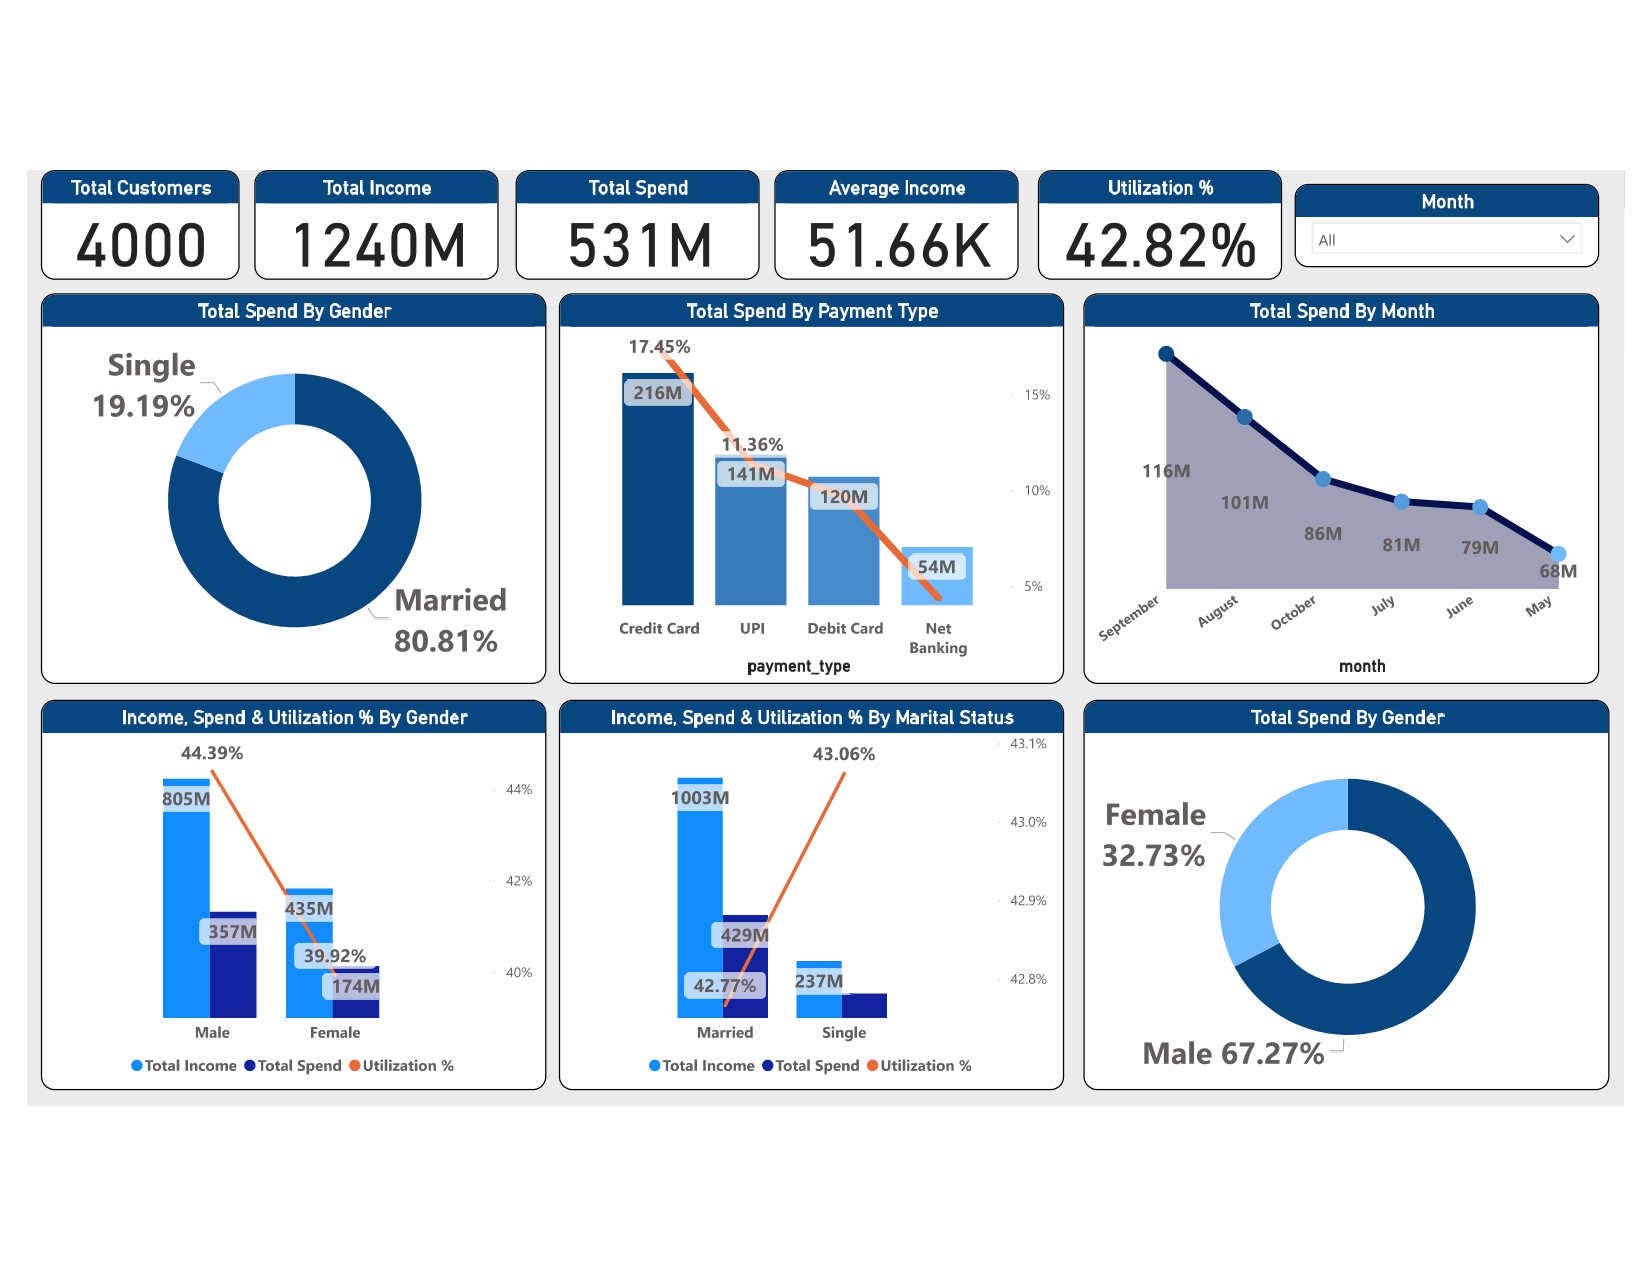 Total Customers
4000
Total Income
1240M
Total Spend
531M
Average Income
51.66K
Utilization %
42.82%
Month
All
Total Spend By Gender
Single
19.19%
Married
80.81%
Total Spend By Payment Type
17.45%
216M
11.36%
141M
120M
54M
15%
10%
5%
Credit Card
UPI
Debit Card
Net
Banking
payment_type
Total Spend By Month
116M
101M
86M
81M
79M
68M
September
August
October
July
June
May
month
Income, Spend & Utilization % By Gender
44.39%
805M
357M
435M
39.92%
174M
44%
42%
40%
Male
Female
Total Income
Total Spend
Utilization %
Income, Spend & Utilization % By Marital Status
43.06%
1003M
429M
42.77%
237M
43.1%
43.0%
42.9%
42.8%
Married
Single
Total Income
Total Spend
Utilization %
Total Spend By Gender
Female
32.73%
Male 67.27%